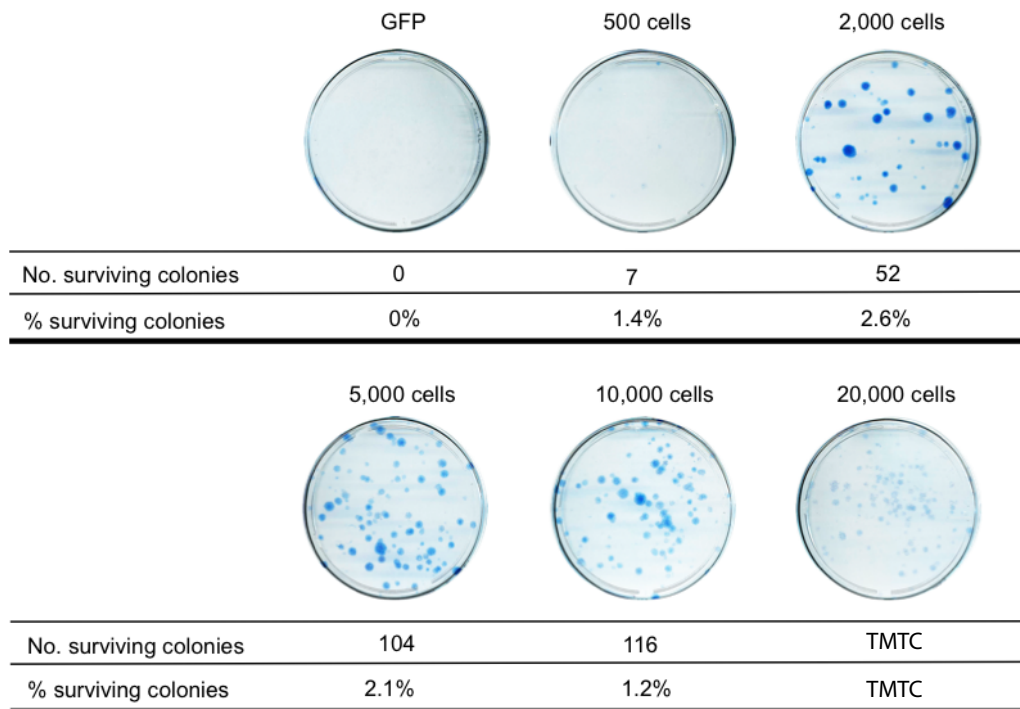 GFP 500 cells 2,000 cells
No. surviving colonies 0 7 52
% surviving colonies 0% 1.4% 2.6%
5,000 cells 10,000 cells 20,000 cells
No. surviving colonies 104 116 TMTC
% surviving colonies 2.1% 1.2% TMTC